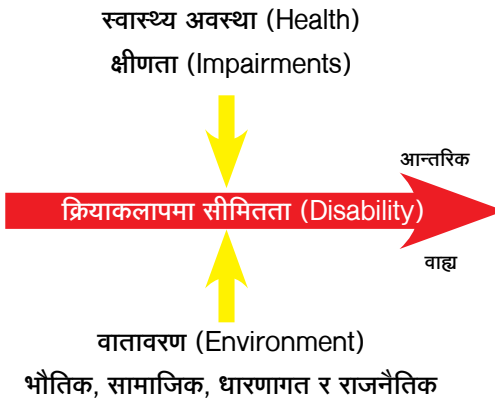 स्वास्थ्य अवस्था (Health)
क्षीणता (Impairments)
आन्तरिक
क्रियाकलापमा सीमितता (Disability)
वाह्य
वातावरण (Environment)
भौतिक, सामाजिक, धारणागत र राजनैतिक